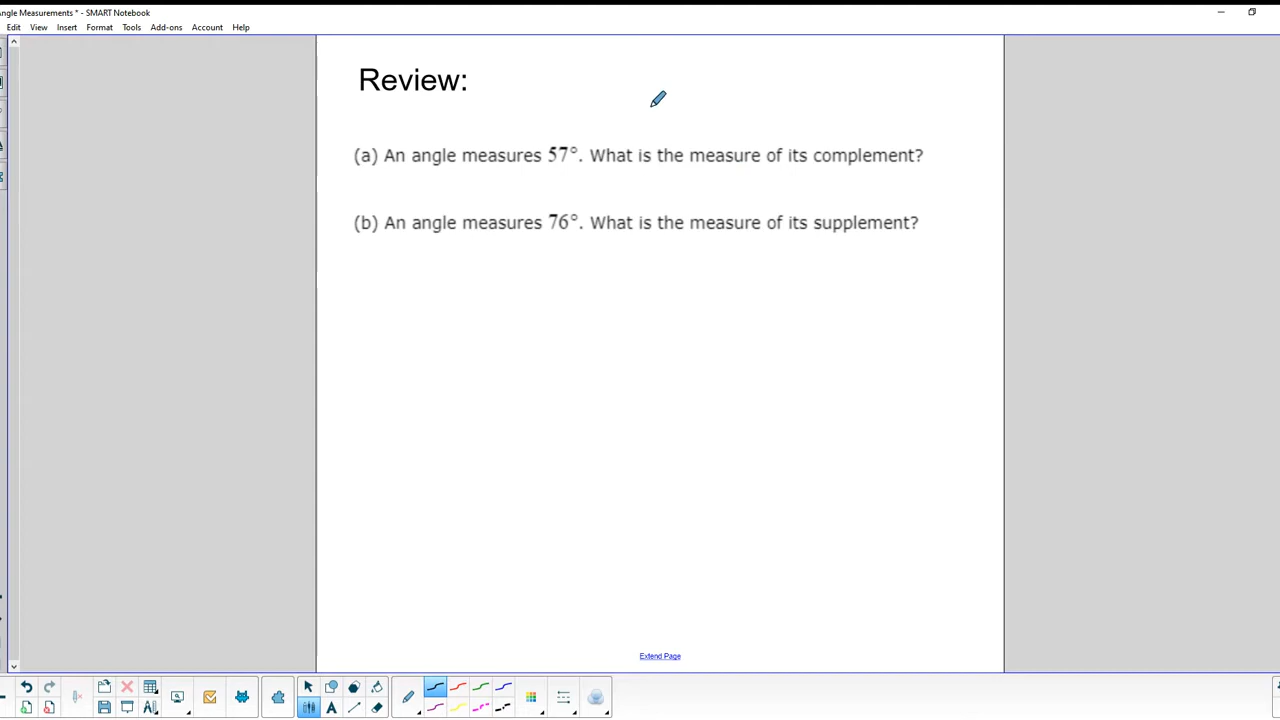 Angle Measurements * - SMART Notebook
Edit View Insert Format Tools Add-ons Account Help
Review:
(a) An angle measures 57°. What is the measure of its complement?
(b) An angle measures 76°. What is the measure of its supplement?
Extend Page